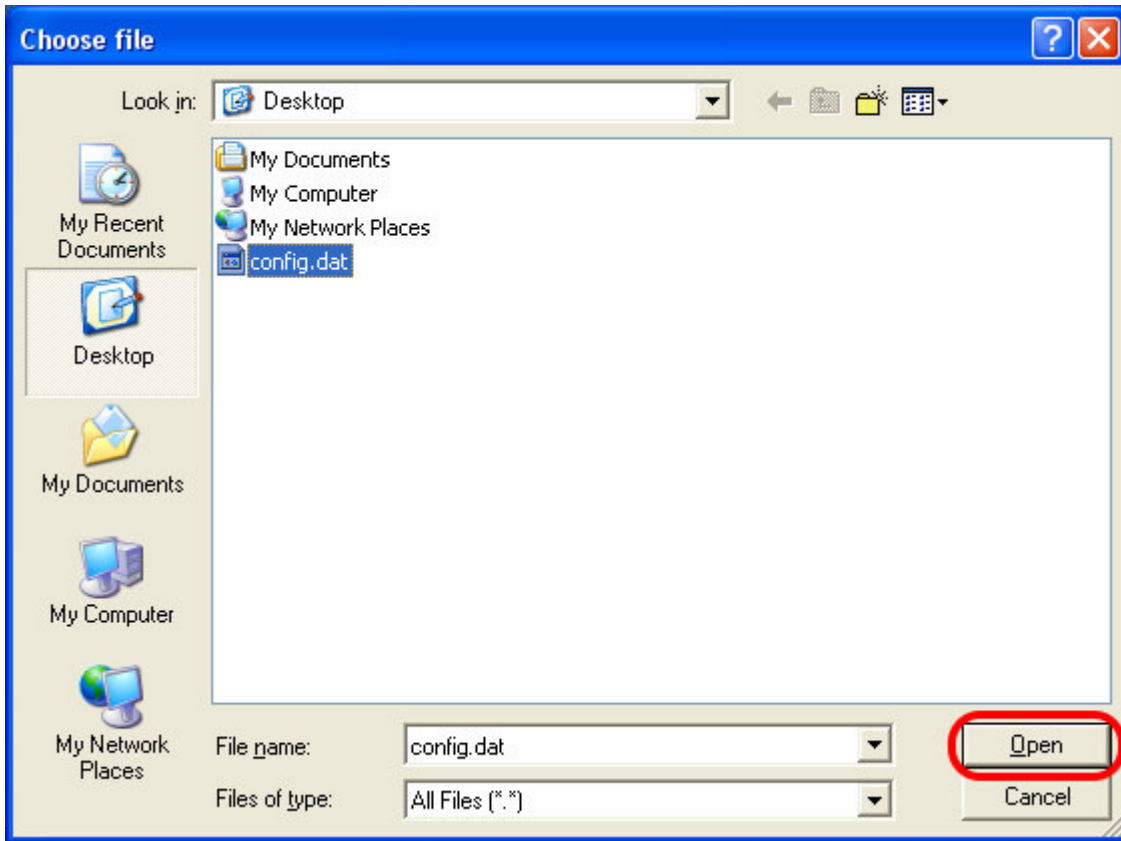 Choose file
Look in:
Desktop
My Recent
Documents
Desktop
My Documents
My Computer
My Network
Places
My Documents
My Computer
My Network Places
config.dat
File name:
config.dat
Open
Files of type:
All Files (*.*)
Cancel